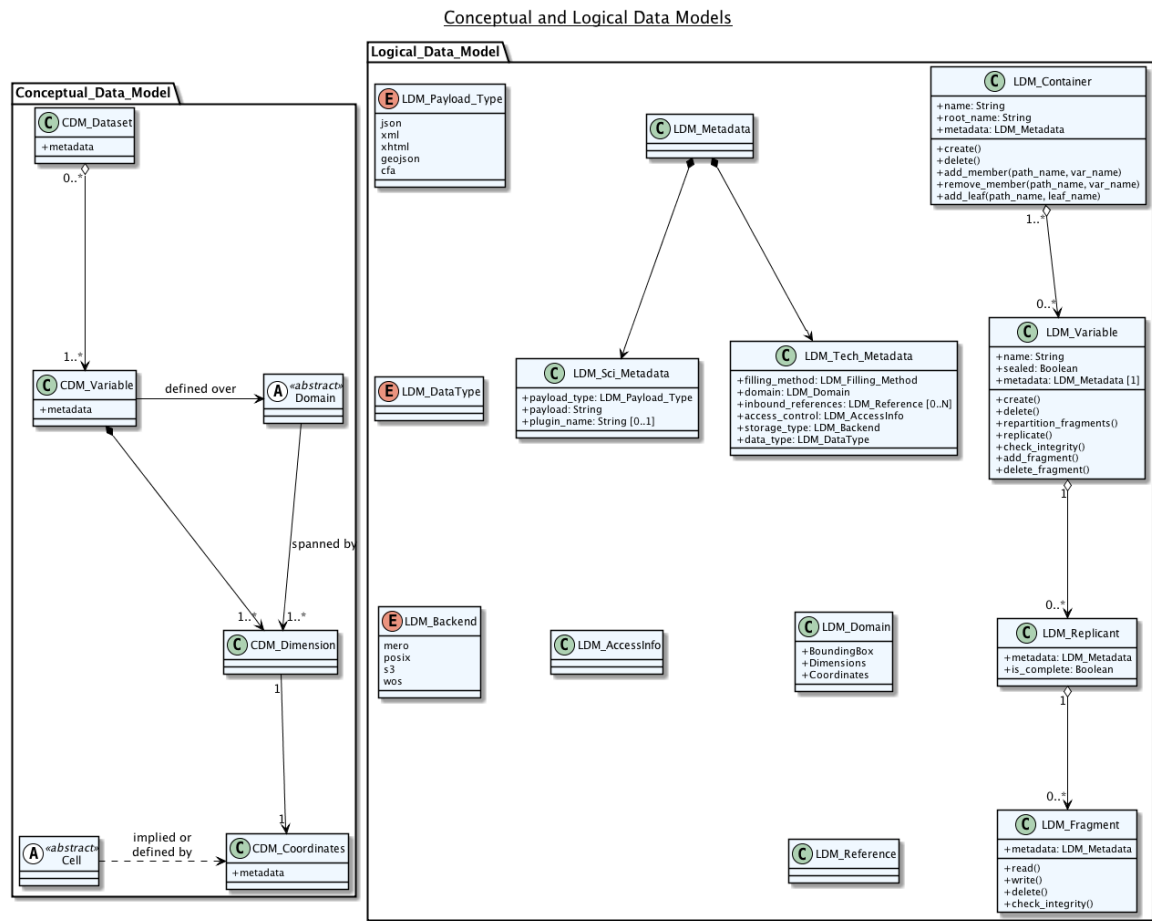 Conceptual and Logical Data Models
Conceptual_Data_Model
C CDM_Dataset
+metadata
0..*
1..*
C CDM_Variable
+metadata
defined over
A «abstract»
Domain
spanned by
1..*
1..*
C CDM_Dimension
1
1
A «abstract»
Cell
implied or
defined by
C CDM_Coordinates
+metadata
Logical_Data_Model
E LDM_Payload_Type
json
xml
xhtml
geojson
cfa
C LDM_Metadata
C LDM_Container
+name: String
+root_name: String
+metadata: LDM_Metadata
+create()
+delete()
+add_member(path_name, var_name)
+remove_member(path_name, var_name)
+add_leaf(path_name, leaf_name)
1..*
0..*
E LDM_DataType
C LDM_Sci_Metadata
+payload_type: LDM_Payload_Type
+payload: String
+plugin_name: String [0..1]
C LDM_Tech_Metadata
+filling_method: LDM_Filling_Method
+domain: LDM_Domain
+inbound_references: LDM_Reference [0..N]
+access_control: LDM_AccessInfo
+storage_type: LDM_Backend
+data_type: LDM_DataType
C LDM_Variable
+name: String
+sealed: Boolean
+metadata: LDM_Metadata [1]
+create()
+delete()
+repartition_fragments()
+replicate()
+check_integrity()
+add_fragment()
+delete_fragment()
1
0..*
E LDM_Backend
mero
posix
s3
wos
C LDM_AccessInfo
C LDM_Domain
+BoundingBox
+Dimensions
+Coordinates
C LDM_Replicant
+metadata: LDM_Metadata
+is_complete: Boolean
1
0..*
C LDM_Reference
C LDM_Fragment
+metadata: LDM_Metadata
+read()
+write()
+delete()
+check_integrity()